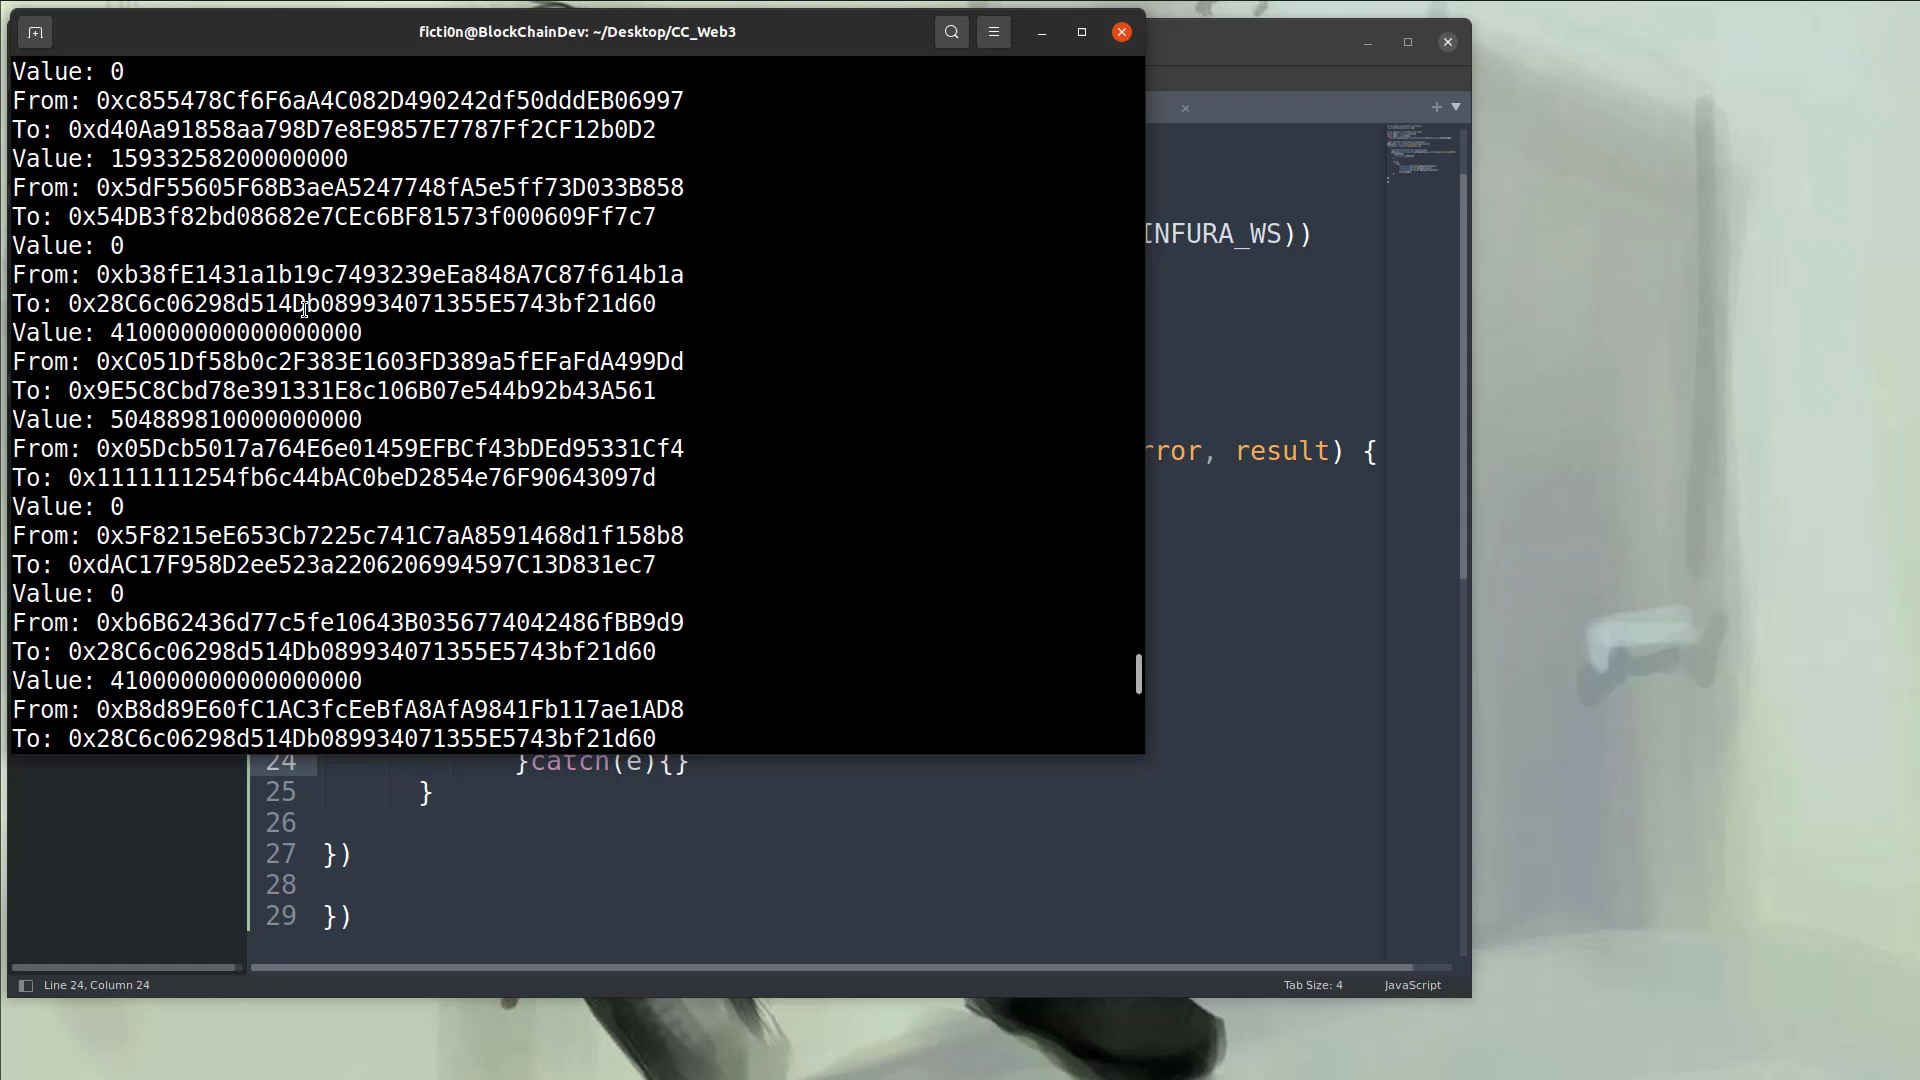 ficti0n@BlockChainDev: ~/Desktop/CC_Web3
Value: 0
From: 0xc855478Cf6F6aA4C082D490242df50dddEB06997
To: 0xd40Aa91858aa798D7e8E9857E7787Ff2CF12b0D2
Value: 15933258200000000
From: 0x5dF55605F68B3aeA5247748fA5e5ff73D033B858
To: 0x54DB3f82bd08682e7CEc6BF81573f000609Ff7c7
Value: 0
From: 0xb38fE1431a1b19c7493239eEa848A7C87f614b1a
To: 0x28C6c06298d514Db089934071355E5743bf21d60
Value: 410000000000000000
From: 0xC051Df58b0c2F383E1603FD389a5fEFaFdA499Dd
To: 0x9E5C8Cbd78e391331E8c106B07e544b92b43A561
Value: 504889810000000000
From: 0x05Dcb5017a764E6e01459EFBCf43bDEd95331Cf4
To: 0x1111111254fb6c44bAC0beD2854e76F90643097d
Value: 0
From: 0x5F8215eE653Cb7225c741C7aA8591468d1f158b8
To: 0xdAC17F958D2ee523a2206206994597C13D831ec7
Value: 0
From: 0xb6B62436d77c5fe10643B0356774042486fBB9d9
To: 0x28C6c06298d514Db089934071355E5743bf21d60
Value: 410000000000000000
From: 0xB8d89E60fC1AC3fcEeBfA8AfA9841Fb117ae1AD8
To: 0x28C6c06298d514Db089934071355E5743bf21d60
INFURA_WS))
rror, result) {
24 }catch(e){}
25 }
26
27 })
28
29 })
Line 24, Column 24 Tab Size: 4 JavaScript